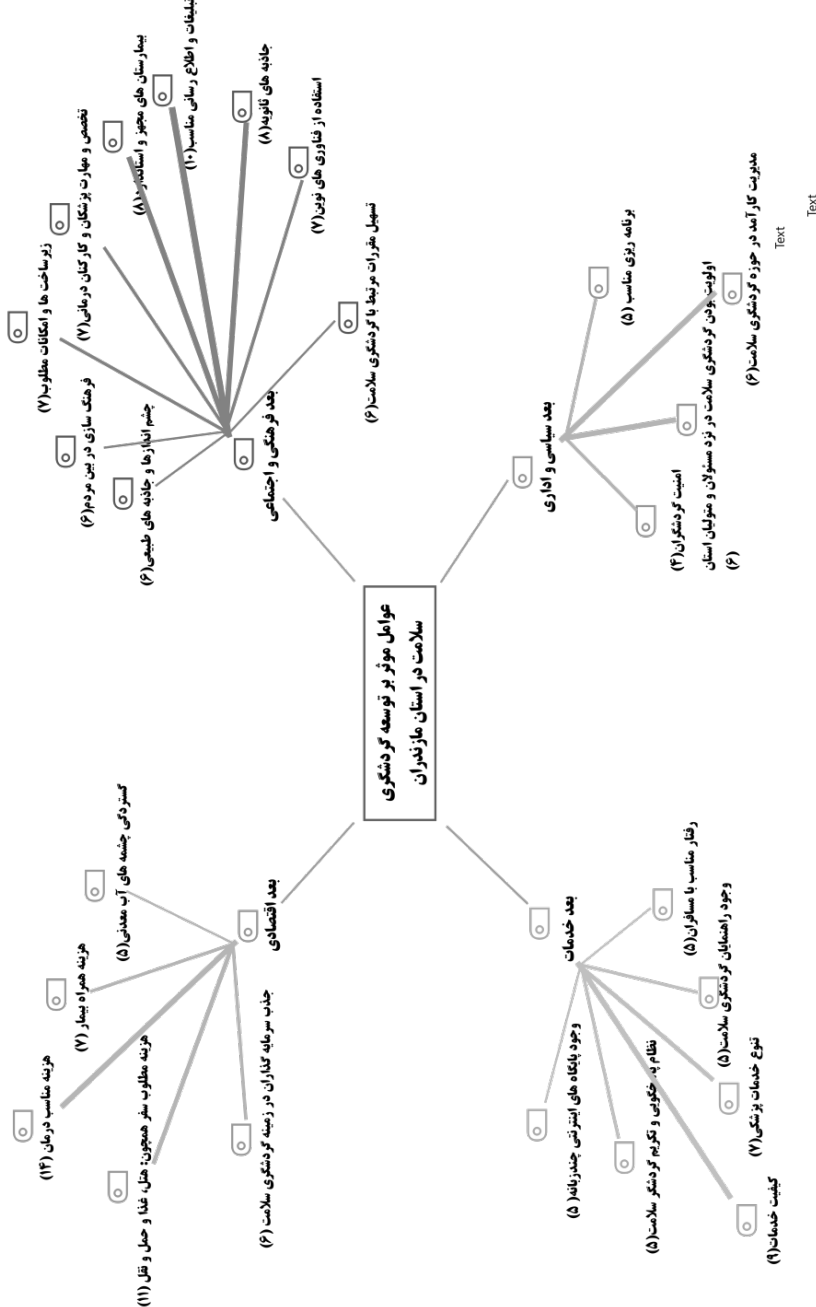 عوامل موثر بر توسعه گردشگری
سلامت در استان مازندران
بعد فرهنگی و اجتماعی
چشم اندازها و جاذبه های طبیعی(۶)
فرهنگ سازی در بین مردم(۶)
زیرساخت ها و امکانات مطلوب(۷)
تخصص و مهارت پزشکان و کارکنان درمانی(۷)
بیمارستان های مجهز و استاندارد(۸)
تبلیغات و اطلاع رسانی مناسب(۱۰)
جاذبه های ثانویه(۸)
استفاده از فناوری های نوین(۷)
تسهیل مقررات مرتبط با گردشگری سلامت(۶)
بعد سیاسی و اداری
برنامه ریزی مناسب (۵)
مدیریت کارآمد در حوزه گردشگری سلامت(۶)
اولویت بودن گردشگری سلامت در نزد مسئولان و متولیان استان
(۶)
امنیت گردشگران(۴)
Text
Text
بعد اقتصادی
گستردگی چشمه های آب معدنی(۵)
هزینه همراه بیمار (۷)
هزینه مناسب درمان (۱۴)
هزینه مطلوب سفر همچون: هتل، غذا و حمل و نقل (۱۱)
جذب سرمایه گذاران در زمینه گردشگری سلامت (۶)
بعد خدمات
رفتار مناسب با مسافران(۵)
وجود راهنمایان گردشگری سلامت(۵)
تنوع خدمات پزشکی(۷)
کیفیت خدمات(۹)
نظام پاسخگویی و تکریم گردشگر سلامت(۵)
وجود پایگاه های اینترنتی چندزبانه( ۵)